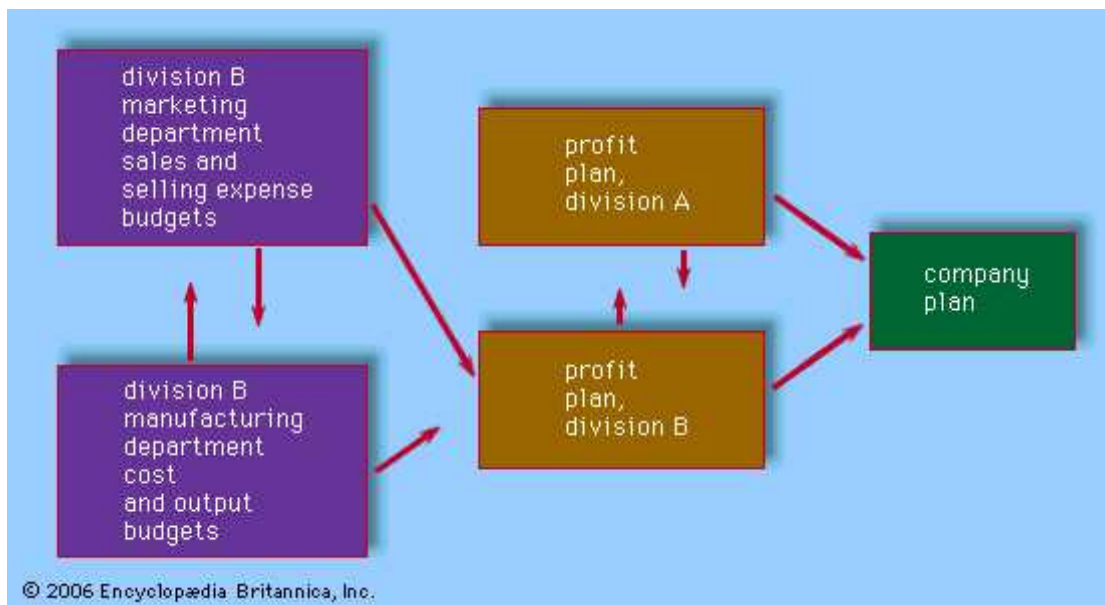 division B
marketing
department
sales and
selling expense
budgets
profit
plan,
division A
company
plan
division B
manufacturing
department
cost
and output
budgets
profit
plan,
division B
© 2006 Encyclopædia Britannica, Inc.